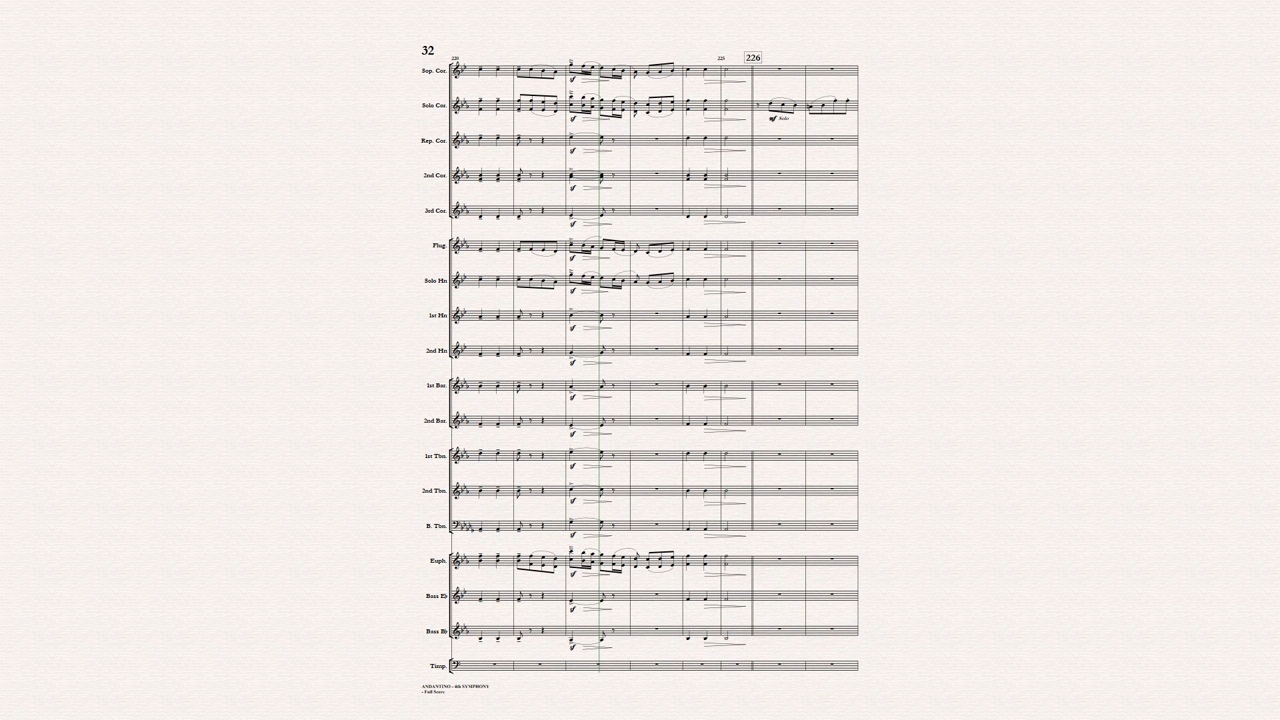 32
220
225
226
Sop. Cor.
Solo Cor.
mf Solo
Rep. Cor.
2nd Cor.
3rd Cor.
Flug.
Solo Hn
1st Hn
2nd Hn
1st Bar.
2nd Bar.
1st Tbn.
2nd Tbn.
B. Tbn.
Euph.
Bass E♭
Bass B♭
Timp.
ANDANTINO - 4th SYMPHONY
- Full Score